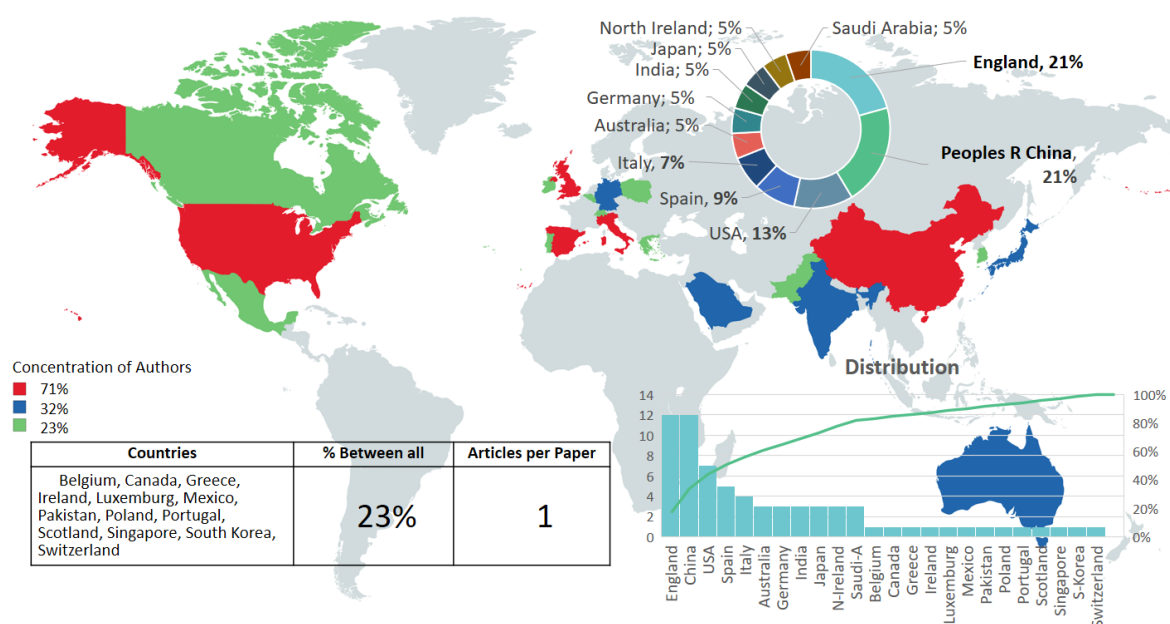 North Ireland; 5%
Saudi Arabia; 5%
Japan; 5%
England, 21%
India; 5%
Germany; 5%
Australia; 5%
Peoples R China,
21%
Italy, 7%
Spain, 9%
USA, 13%
Concentration of Authors
71%
32%
23%
Countries
% Between all
Articles per Paper
Belgium, Canada, Greece,
Ireland, Luxemburg, Mexico,
Pakistan, Poland, Portugal,
Scotland, Singapore, South Korea,
Switzerland
23%
1
Distribution
14
12
10
8
6
4
2
0
100%
80%
60%
40%
20%
0%
England
China
USA
Spain
Italy
Australia
Germany
India
Japan
N-Ireland
Saudi-A
Belgium
Canada
Greece
Ireland
Luxemburg
Mexico
Pakistan
Poland
Portugal
Scotland
Singapore
S-Korea
Switzerland